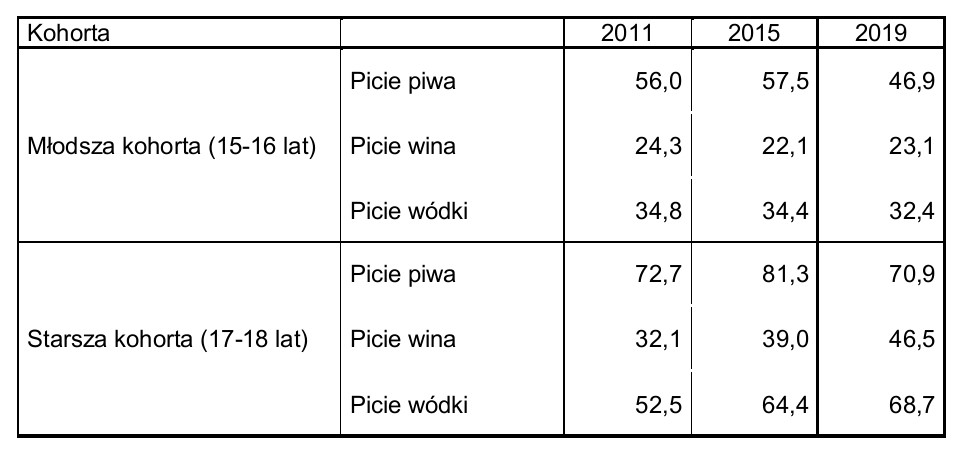 Kohorta 2011 2015 2019
Picie piwa 56,0 57,5 46,9
Młodsza kohorta (15-16 lat) Picie wina 24,3 22,1 23,1
Picie wódki 34,8 34,4 32,4
Picie piwa 72,7 81,3 70,9
Starsza kohorta (17-18 lat) Picie wina 32,1 39,0 46,5
Picie wódki 52,5 64,4 68,7